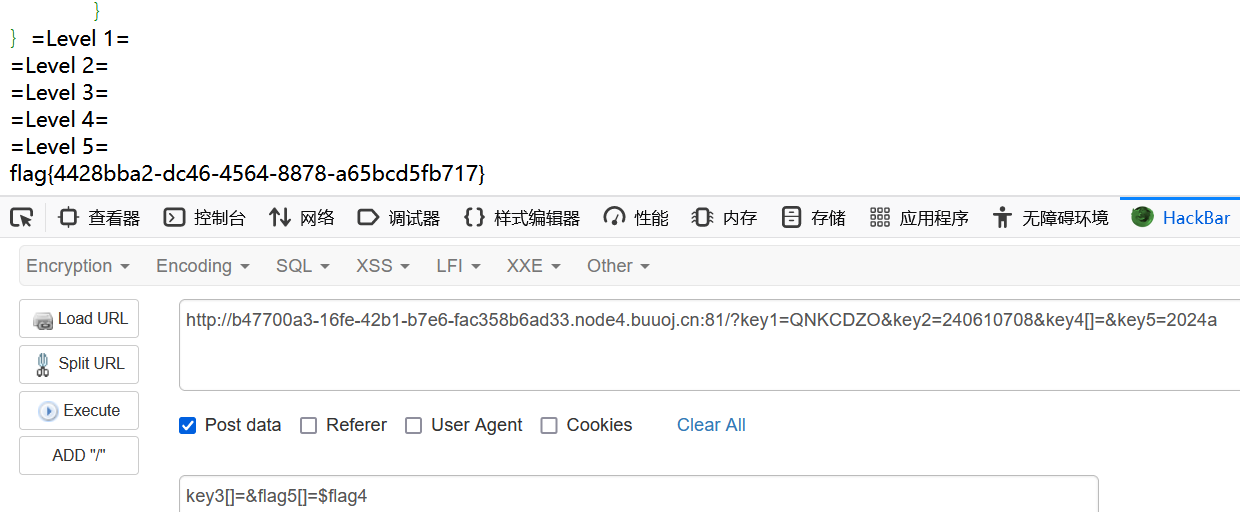 }
} =Level 1=
=Level 2=
=Level 3=
=Level 4=
=Level 5=
flag{4428bba2-dc46-4564-8878-a65bcd5fb717}
查看器 控制台 网络 调试器 {} 样式编辑器 性能 内存 存储 应用程序 无障碍环境 HackBar
Encryption Encoding SQL XSS LFI XXE Other
Load URL
http://b47700a3-16fe-42b1-b7e6-fac358b6ad33.node4.buuoj.cn:81/?key1=QNKCDZO&key2=240610708&key4[]=&key5=2024a
Split URL
Execute
Post data Referer User Agent Cookies Clear All
ADD "/"
key3[]=&flag5[]=$flag4